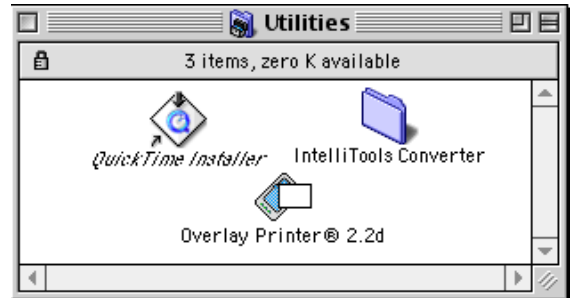 Utilities
3 items, zero K available
QuickTime Installer
IntelliTools Converter
Overlay Printer® 2.2d